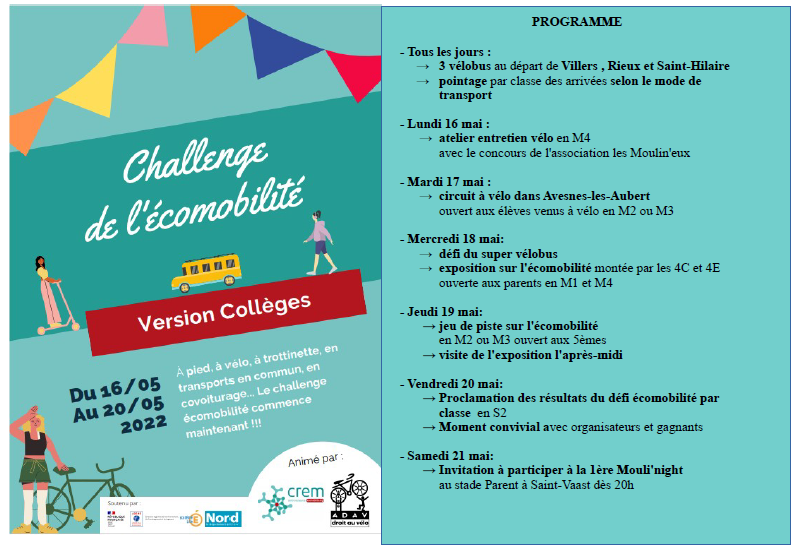 Challenge
de l'écomobilité
Version Collèges
Du 16/05
Au 20/05
2022
À pied, à vélo, à trottinette, en
transports en commun, en
covoiturage... Le challenge
écomobilité commence
maintenant !!!
Animé par :
crem
ADAV
droit au vélo
Soutenu par :
Nord
PROGRAMME
- Tous les jours :
→ 3 vélobus au départ de Villers , Rieux et Saint-Hilaire
→ pointage par classe des arrivées selon le mode de
transport
- Lundi 16 mai :
→ atelier entretien vélo en M4
avec le concours de l'association les Moulin'eux
- Mardi 17 mai :
→ circuit à vélo dans Avesnes-les-Aubert
ouvert aux élèves venus à vélo en M2 ou M3
- Mercredi 18 mai:
→ défi du super vélobus
→ exposition sur l'écomobilité montée par les 4C et 4E
ouverte aux parents en M1 et M4
- Jeudi 19 mai:
→ jeu de piste sur l'écomobilité
en M2 ou M3 ouvert aux 5èmes
→ visite de l'exposition l'après-midi
- Vendredi 20 mai:
→ Proclamation des résultats du défi écomobilité par
classe en S2
→ Moment convivial avec organisateurs et gagnants
- Samedi 21 mai:
→ Invitation à participer à la 1ère Mouli'night
au stade Parent à Saint-Vaast dès 20h